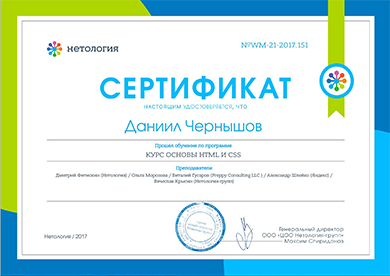 нетология
№WM-21-2017.151
СЕРТИФИКАТ
НАСТОЯЩИМ УДОСТОВЕРЯЕТСЯ, ЧТО
Даниил Чернышов
Прошел обучение по программе
КУРС ОСНОВЫ HTML И CSS
Преподаватели:
Дмитрий Фитискин (Нетология) / Ольга Морозова / Виталий Гусаров (Preppy Consulting LLC) / Александр Шлейко (Яндекс) /
Вячеслав (Нетология-групп)
Генеральный директор
ООО «ЦОО Нетология-групп»
Максим Спиридонов
Нетология / 2017